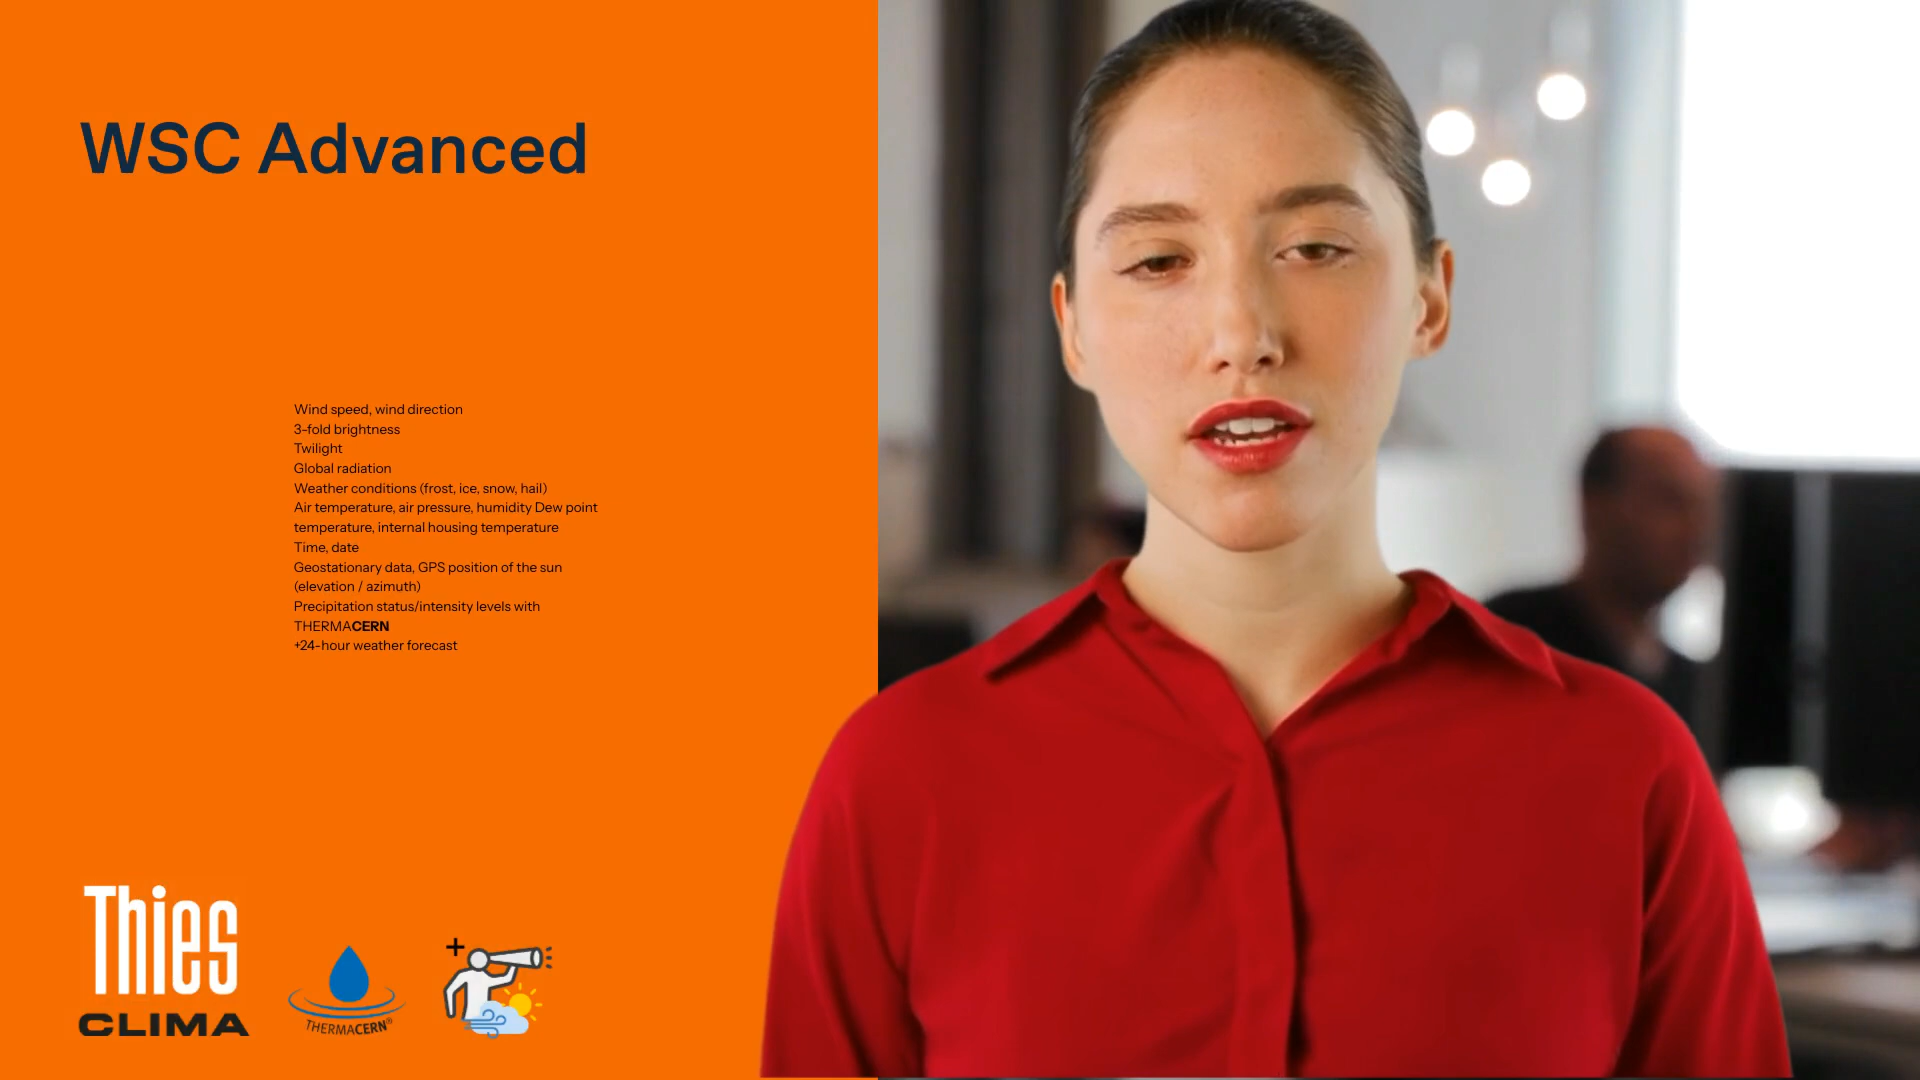 WSC Advanced
Wind speed, wind direction
3-fold brightness
Twilight
Global radiation
Weather conditions (frost, ice, snow, hail)
Air temperature, air pressure, humidity Dew point
temperature, internal housing temperature
Time, date
Geostationary data, GPS position of the sun
(elevation / azimuth)
Precipitation status/intensity levels with
THERMACERN
+24-hour weather forecast
Thies
CLIMA
THERMACERN®
+